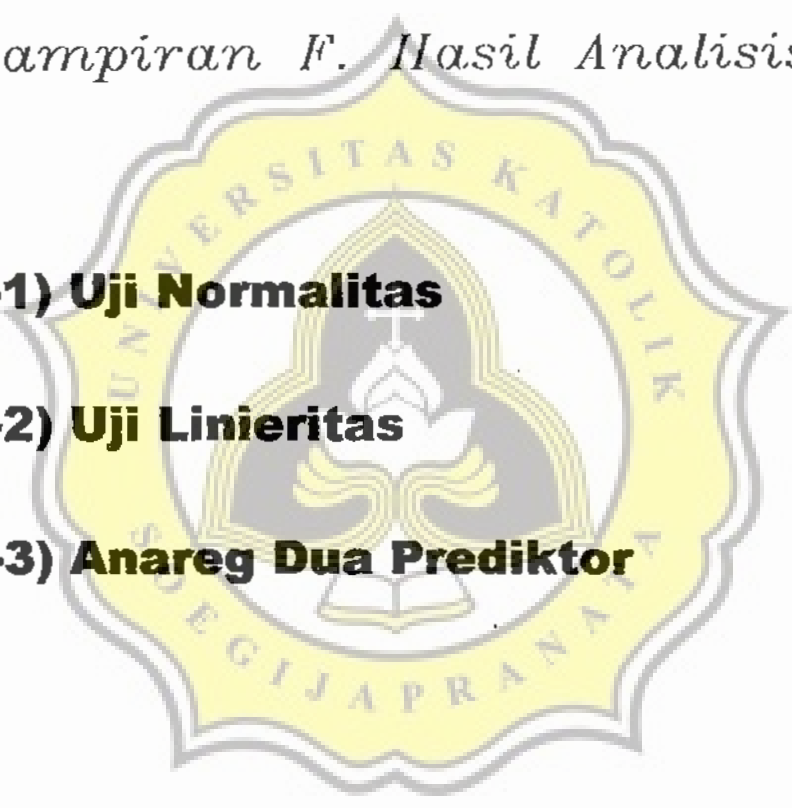 ampiran F. Hasil Analisis
UNIVERSITAS KATOLIK
-1) Uji Normalitas
-2) Uji Linieritas
-3) Anareg Dua Prediktor
SOEGIJAPRANATA